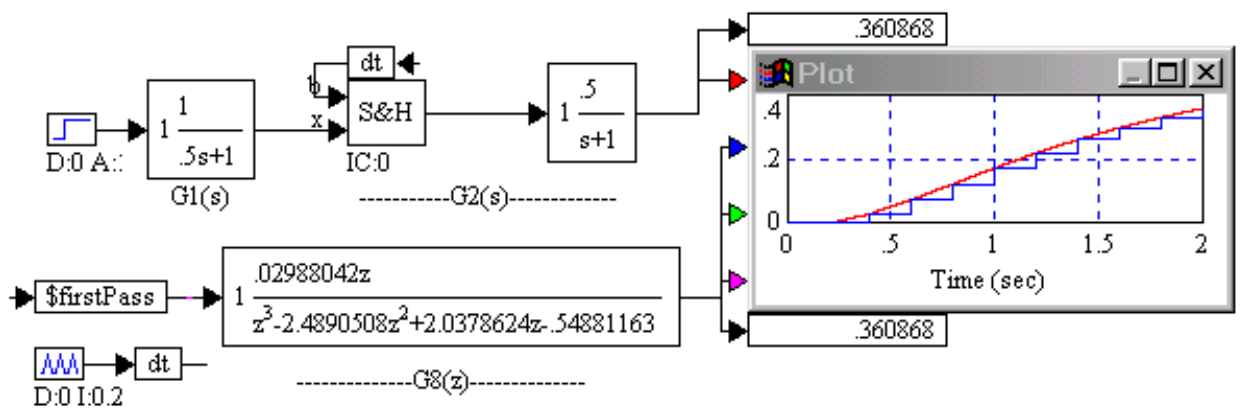 .360868
Plot
dt
b
S&H
x
IC:0
D:0 A:
1 1
.5s+1
G1(s)
1 .5
s+1
-----------G2(s)-------------
.4
.2
0
0 .5 1 1.5 2
Time (sec)
$firstPass
1 .02988042z
z³-2.4890508z²+2.0378624z-.54881163
.360868
dt
D:0 I:0.2
--------------G8(z)--------------